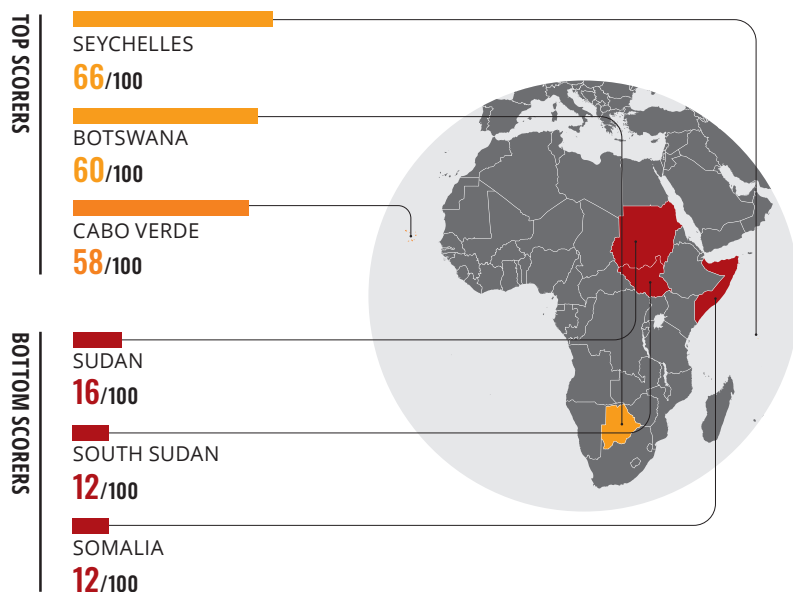 TOP SCORERS
SEYCHELLES
66/100
BOTSWANA
60/100
CABO VERDE
58/100
BOTTOM SCORERS
SUDAN
16/100
SOUTH SUDAN
12/100
SOMALIA
12/100